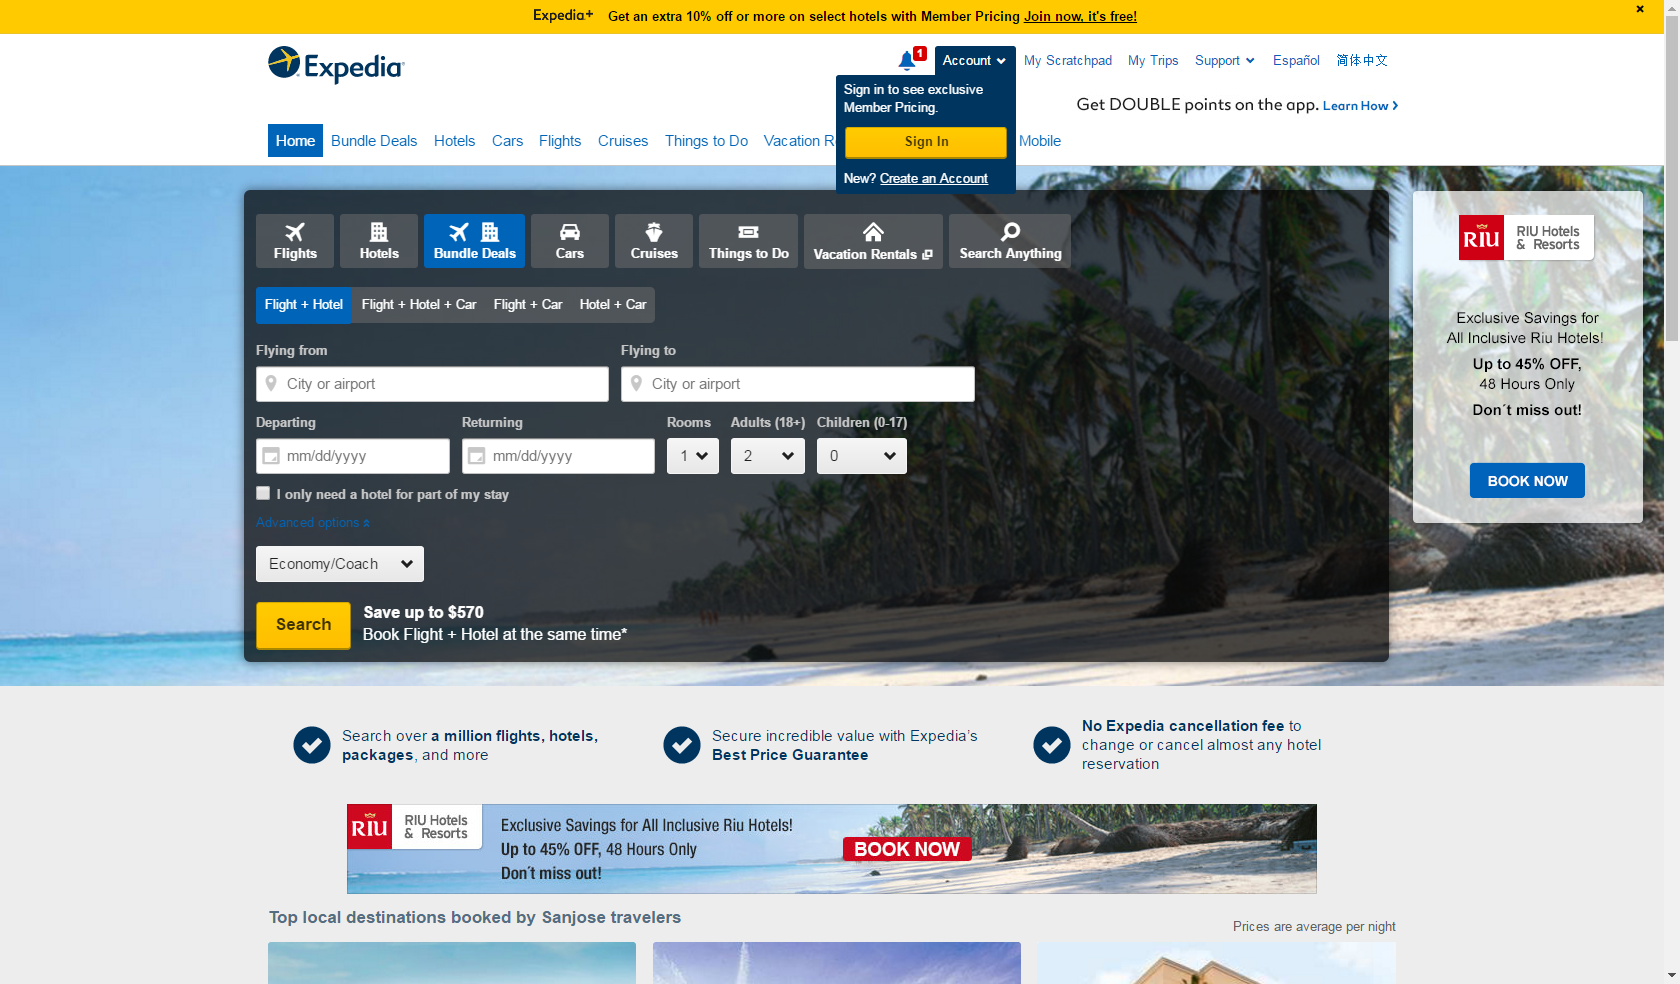 Expedia+ Get an extra 10% off or more on select hotels with Member Pricing Join now, it's free!
Expedia
1
Account
My Scratchpad
My Trips
Support
Español
简体中文
Sign in to see exclusive
Member Pricing.
Sign In
New? Create an Account
Get DOUBLE points on the app. Learn How
Home
Bundle Deals
Hotels
Cars
Flights
Cruises
Things to Do
Vacation R
Mobile
Flights
Hotels
Bundle Deals
Cars
Cruises
Things to Do
Vacation Rentals
Search Anything
Flight + Hotel
Flight + Hotel + Car
Flight + Car
Hotel + Car
Flying from
Flying to
City or airport
City or airport
Departing
Returning
Rooms
Adults (18+)
Children (0-17)
mm/dd/yyyy
mm/dd/yyyy
1
2
0
I only need a hotel for part of my stay
Advanced options
Economy/Coach
Search
Save up to $570
Book Flight + Hotel at the same time*
RIU
RIU Hotels
& Resorts
Exclusive Savings for
All Inclusive Riu Hotels!
Up to 45% OFF,
48 Hours Only
Don´t miss out!
BOOK NOW
Search over a million flights, hotels,
packages, and more
Secure incredible value with Expedia's
Best Price Guarantee
No Expedia cancellation fee to
change or cancel almost any hotel
reservation
RIU
RIU Hotels
& Resorts
Exclusive Savings for All Inclusive Riu Hotels!
Up to 45% OFF, 48 Hours Only
Don´t miss out!
BOOK NOW
Top local destinations booked by Sanjose travelers
Prices are average per night